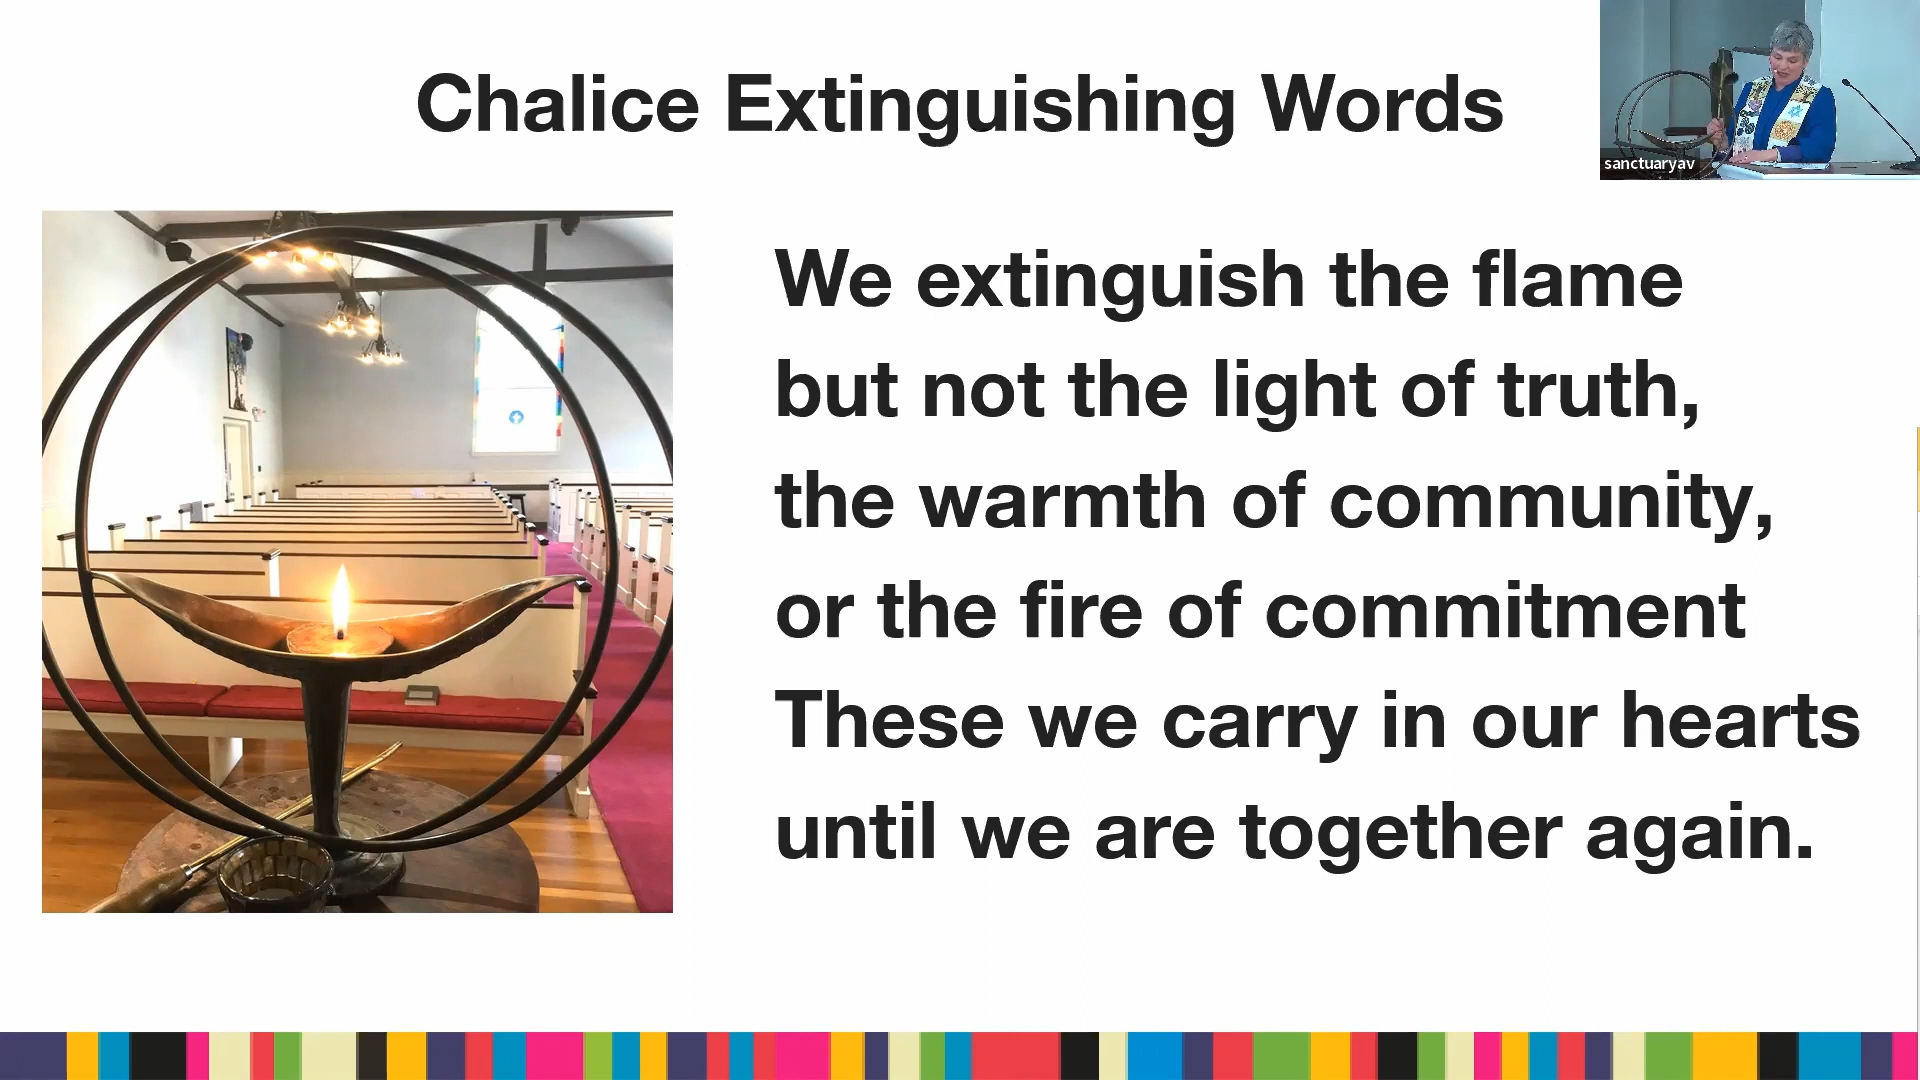 Chalice Extinguishing Words
sanctuaryav
We extinguish the flame
but not the light of truth,
the warmth of community,
or the fire of commitment
These we carry in our hearts
until we are together again.